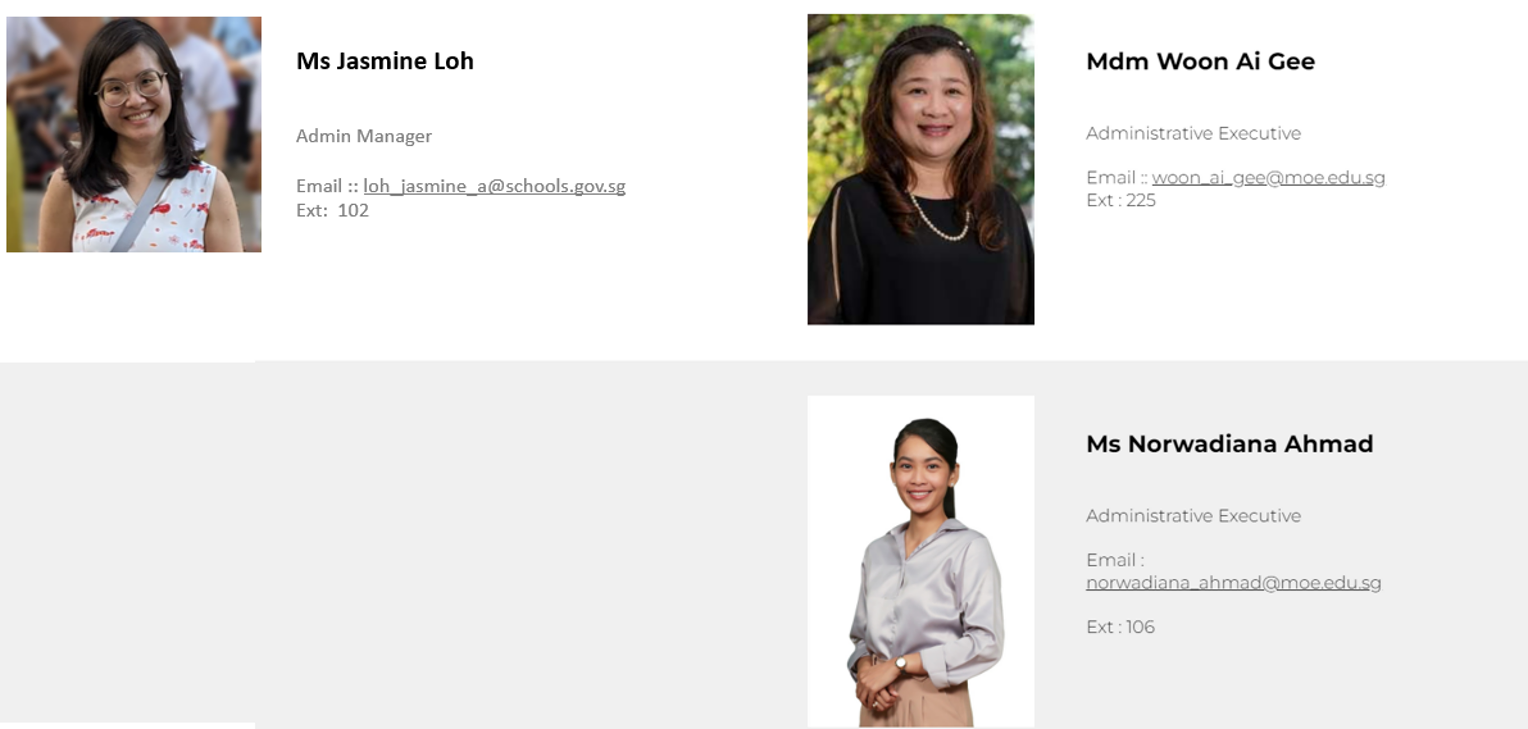 Ms Jasmine Loh
Admin Manager
Email :: loh_jasmine_a@schools.gov.sg
Ext:  102
Mdm Woon Ai Gee
Administrative Executive
Email :: woon_ai_gee@moe.edu.sg
Ext : 225
Ms Norwadiana Ahmad
Administrative Executive
Email :
norwadiana_ahmad@moe.edu.sg
Ext : 106